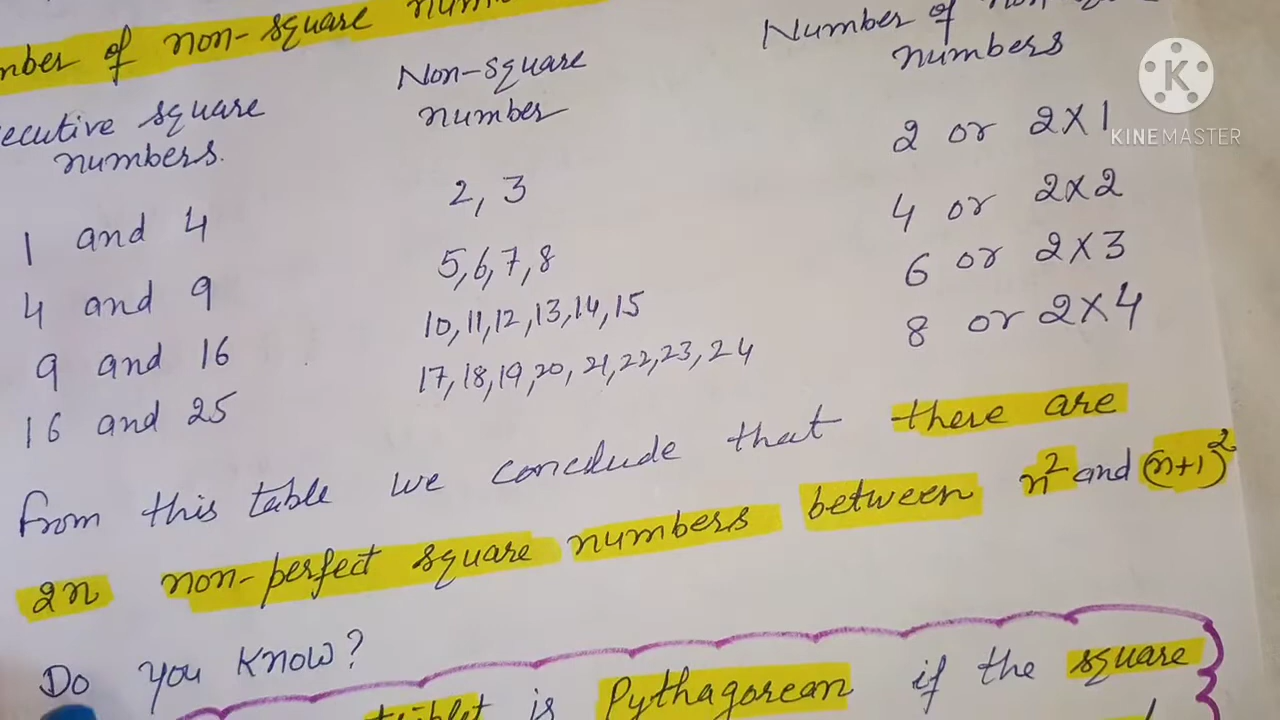 of non-square
Number of non
Non-square
numbers
number
square
numbers.
2 or 2×1
2, 3
1 and 4
4 or 2×2
5,6,7,8
4 and 9
6 or 2×3
10,11,12,13,14,15
9 and 16
8 or 2×4
17,18,19,20, 21,22,23,24
16 and 25
From this table we conclude that there are
2n non-perfect square numbers between n² and (n+1)²
Do you know?
triblet is Pythagorean if the square
KINEMASTER